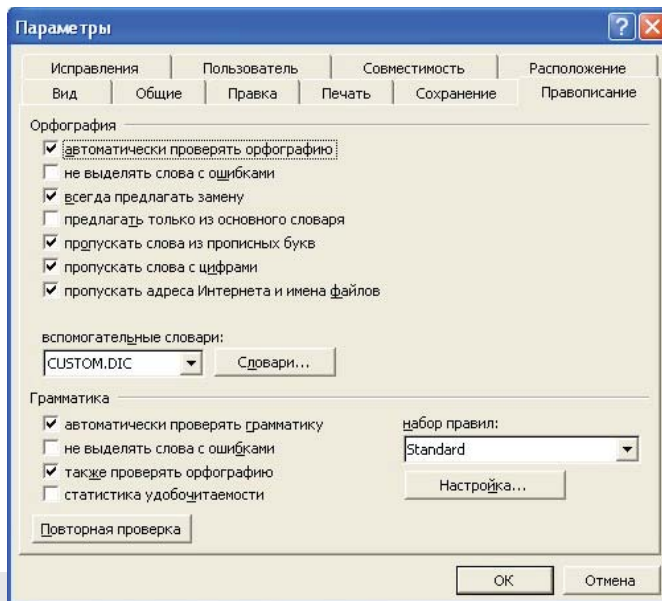 Параметры
Исправления Пользователь Совместимость Расположение
Вид Общие Правка Печать Сохранение Правописание
Орфография
автоматически проверять орфографию
не выделять слова с ошибками
всегда предлагать замену
предлагать только из основного словаря
пропускать слова из прописных букв
пропускать слова с цифрами
пропускать адреса Интернета и имена файлов
вспомогательные словари:
CUSTOM.DIC Словари...
Грамматика
автоматически проверять грамматику набор правил:
не выделять слова с ошибками Standard
также проверять орфографию
статистика удобочитаемости Настройка...
Повторная проверка
ОК Отмена